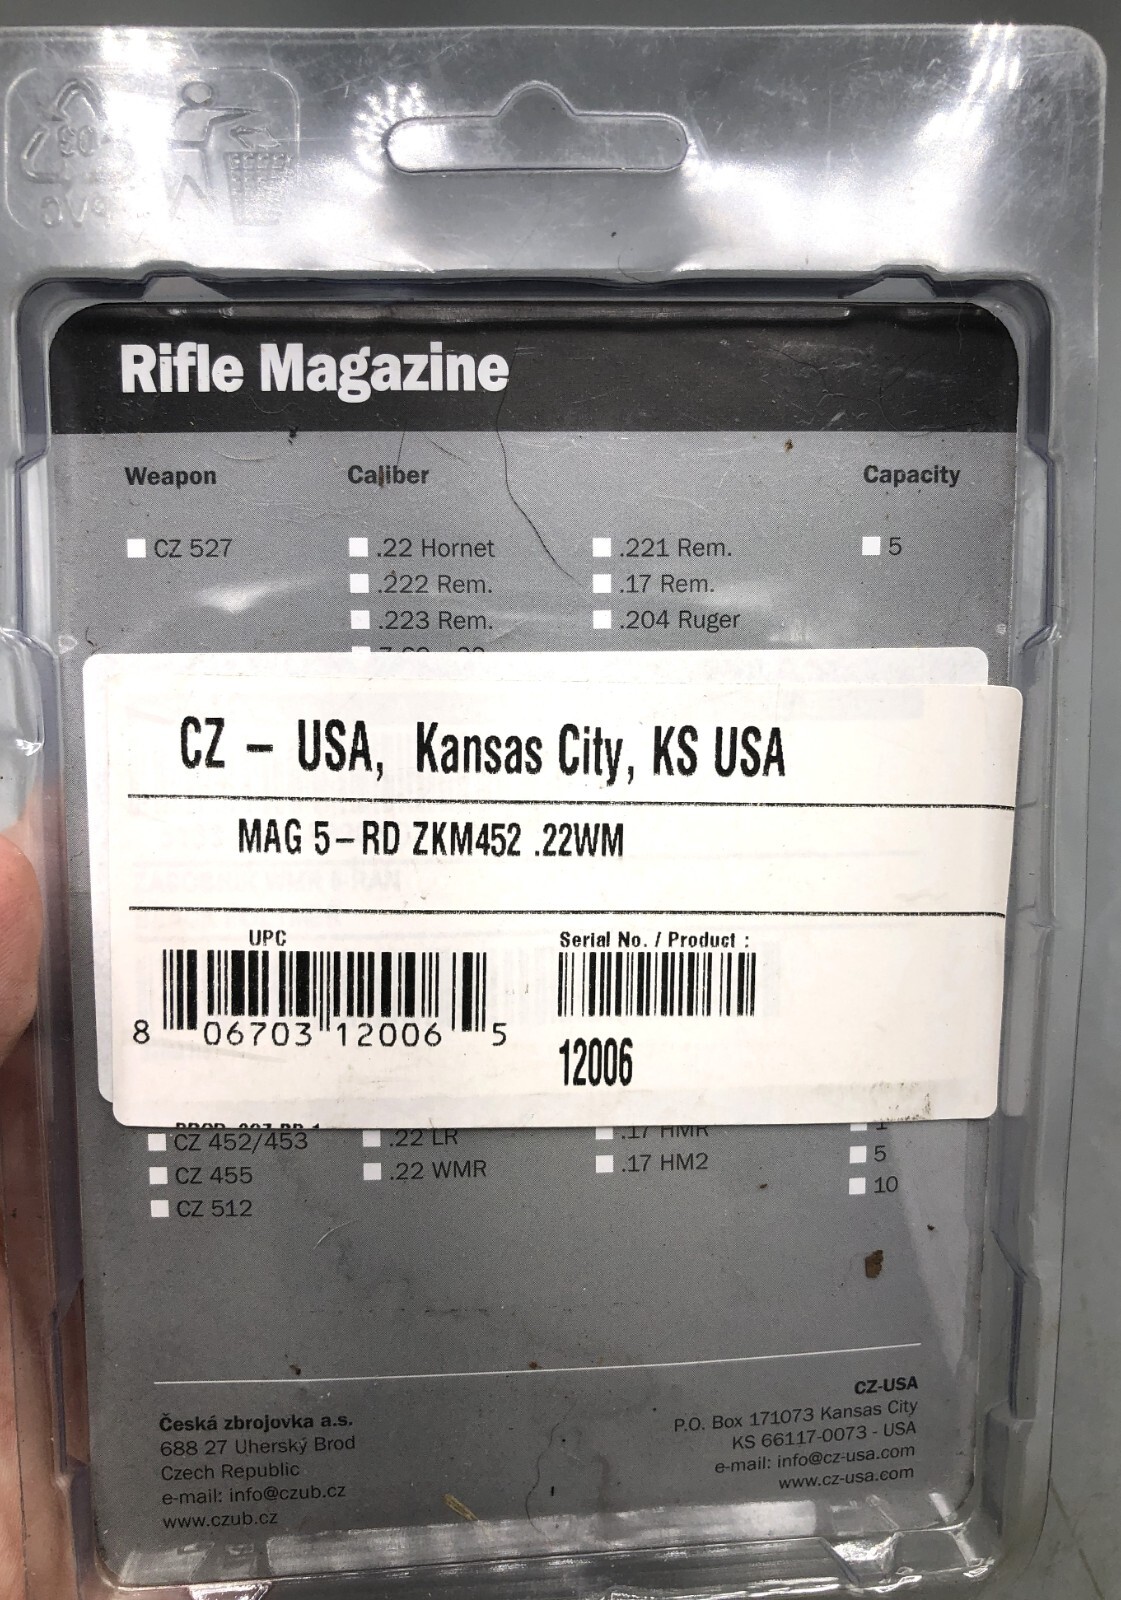 03
PVC
Rifle Magazine
Weapon Caliber Capacity
CZ 527 .22 Hornet .221 Rem. 5
.222 Rem. .17 Rem.
.223 Rem. .204 Ruger
CZ – USA, Kansas City, KS USA
MAG 5–RD ZKM452 .22WM
UPC Serial No. / Product :
8 06703 12006 5
12006
CZ 452/453 .22 LR .17 HMR 1
CZ 455 .22 WMR .17 HM2 5
CZ 512 10
Česká zbrojovka a.s.
688 27 Uherský Brod
Czech Republic
e-mail: info@czub.cz
www.czub.cz
CZ-USA
P.O. Box 171073 Kansas City
KS 66117-0073 - USA
e-mail: info@cz-usa.com
www.cz-usa.com